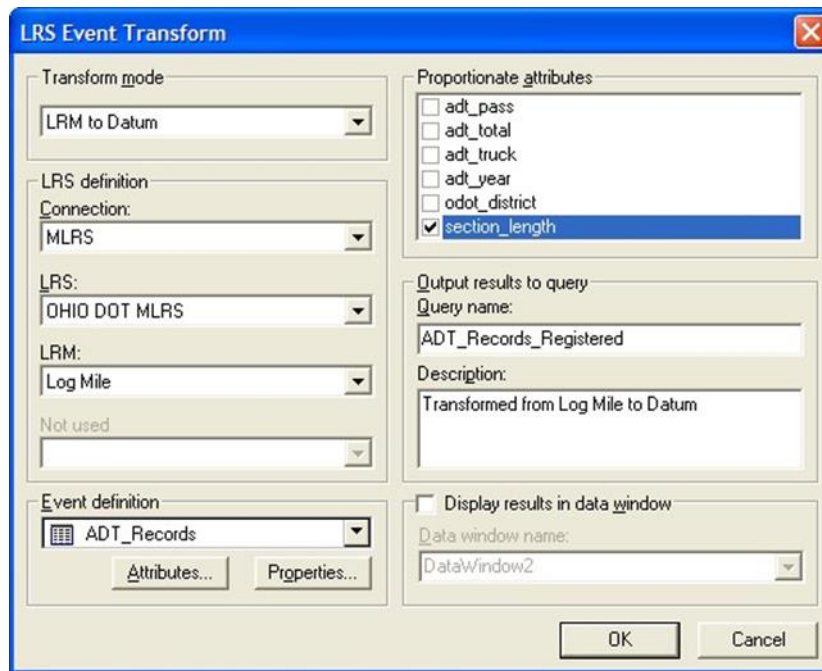 LRS Event Transform
Transform mode
LRM to Datum
LRS definition
Connection:
MLRS
LRS:
OHIO DOT MLRS
LRM:
Log Mile
Not used
Event definition
ADT_Records
Attributes...
Properties...
Proportionate attributes
adt_pass
adt_total
adt_truck
adt_year
odot_district
section_length
Output results to query
Query name:
ADT_Records_Registered
Description:
Transformed from Log Mile to Datum
Display results in data window
Data window name:
DataWindow2
OK
Cancel